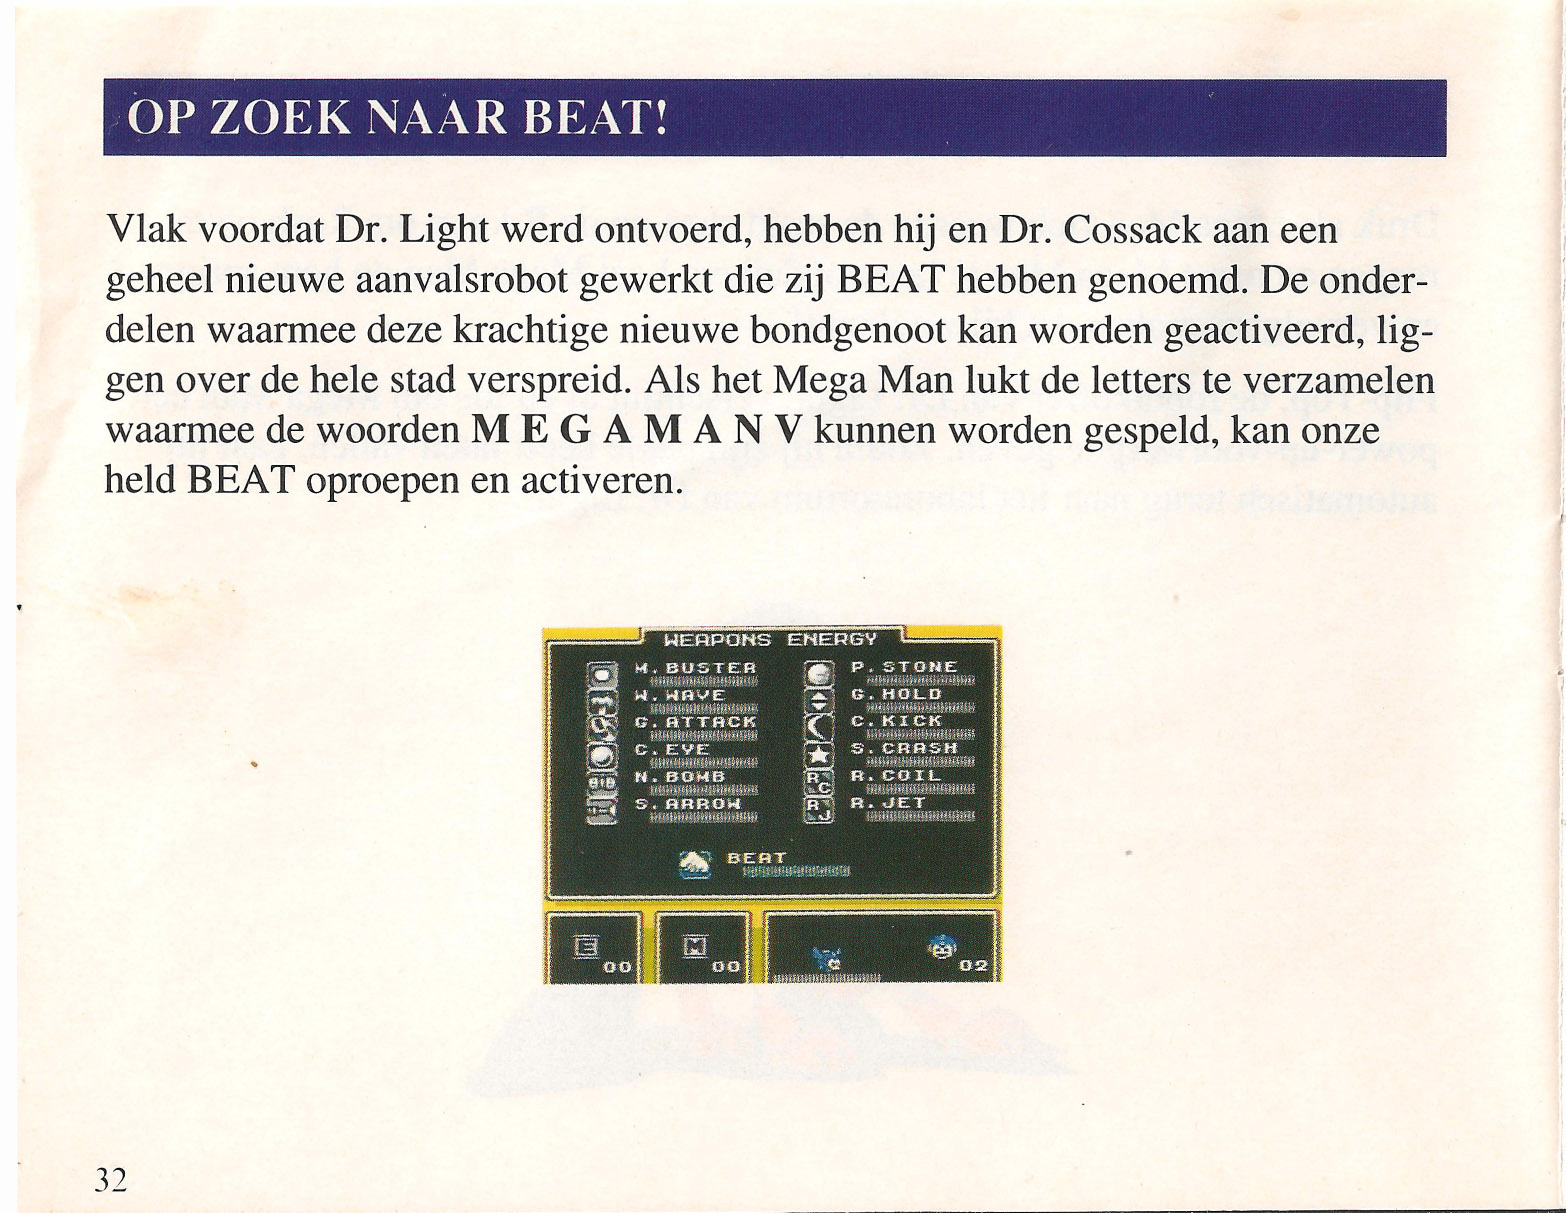 OP ZOEK NAAR BEAT!
Vlak voordat Dr. Light werd ontvoerd, hebben hij en Dr. Cossack aan een
geheel nieuwe aanvalsrobot gewerkt die zij BEAT hebben genoemd. De onder-
delen waarmee deze krachtige nieuwe bondgenoot kan worden geactiveerd, lig-
gen over de hele stad verspreid. Als het Mega Man lukt de letters te verzamelen
waarmee de woorden M E G A M A N V kunnen worden gespeld, kan onze
held BEAT oproepen en activeren.
WEAPONS ENERGY
M. BUSTER P. STONE
W. WAVE G. HOLD
G. ATTACK C. KICK
C. EYE S. CRASH
N. BOMB R. COIL
S. ARROW R. JET
BEAT
E 00 M 00 02
32